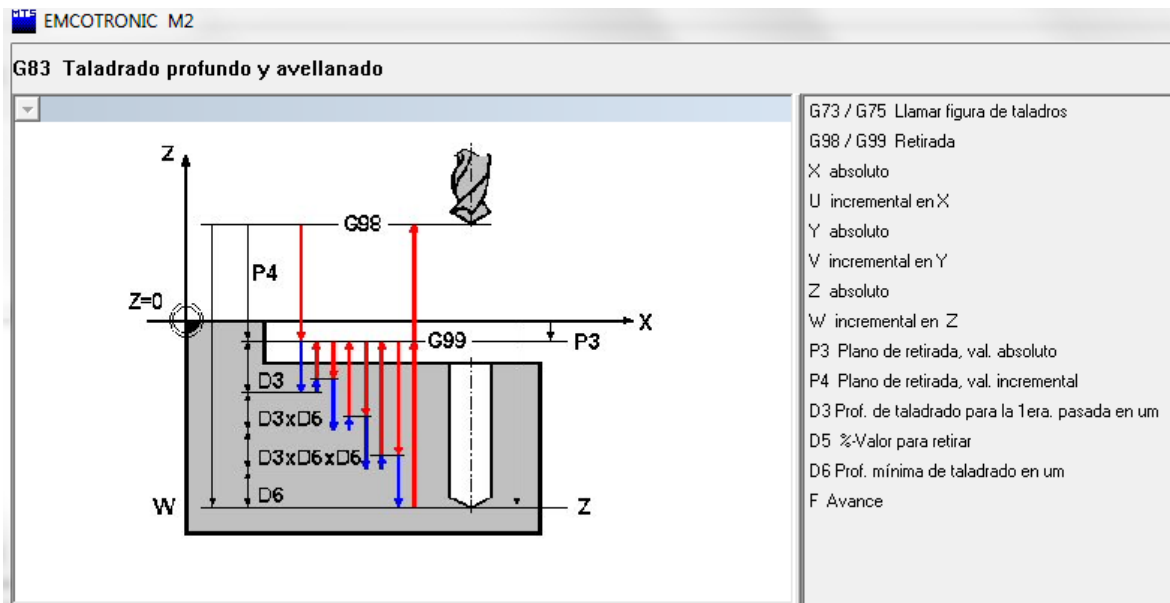 MTS EMCOTRONIC M2
G83 Taladrado profundo y avellanado
Z
G98
P4
Z=0
X
G99
P3
D3
D3xD6
D3xD6xD6
D6
W
Z
G73 / G75 Llamar figura de taladros
G98 / G99 Retirada
X absoluto
U incremental en X
Y absoluto
V incremental en Y
Z absoluto
W incremental en Z
P3 Plano de retirada, val. absoluto
P4 Plano de retirada, val. incremental
D3 Prof. de taladrado para la 1era. pasada en um
D5 %-Valor para retirar
D6 Prof. mínima de taladrado en um
F Avance